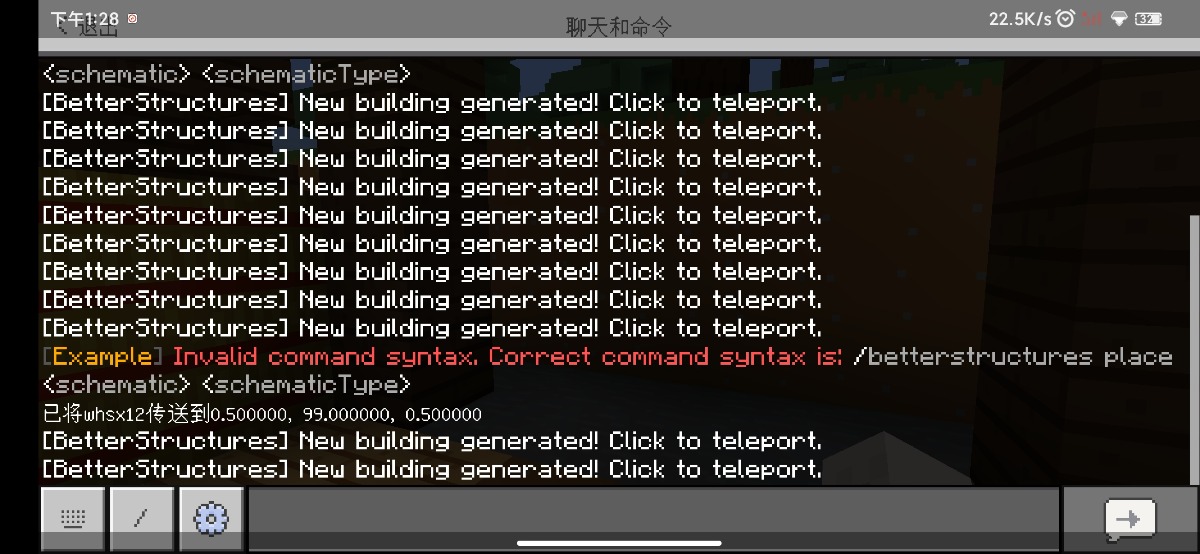 下午1:28
22.5K/s
32
退出
聊天和命令
<schematic> <schematicType>
[BetterStructures] New building generated! Click to teleport.
[BetterStructures] New building generated! Click to teleport.
[BetterStructures] New building generated! Click to teleport.
[BetterStructures] New building generated! Click to teleport.
[BetterStructures] New building generated! Click to teleport.
[BetterStructures] New building generated! Click to teleport.
[BetterStructures] New building generated! Click to teleport.
[BetterStructures] New building generated! Click to teleport.
[BetterStructures] New building generated! Click to teleport.
[Example] Invalid command syntax. Correct command syntax is: /betterstructures place
<schematic> <schematicType>
已将whsx12传送到0.500000, 99.000000, 0.500000
[BetterStructures] New building generated! Click to teleport.
[BetterStructures] New building generated! Click to teleport.
/